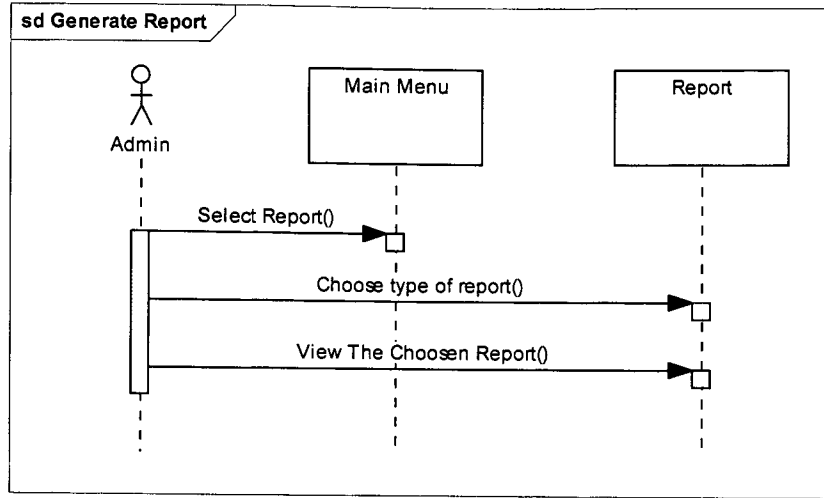 sd Generate Report
Main Menu
Report
Admin
Select Report()
Choose type of report()
View The Choosen Report()